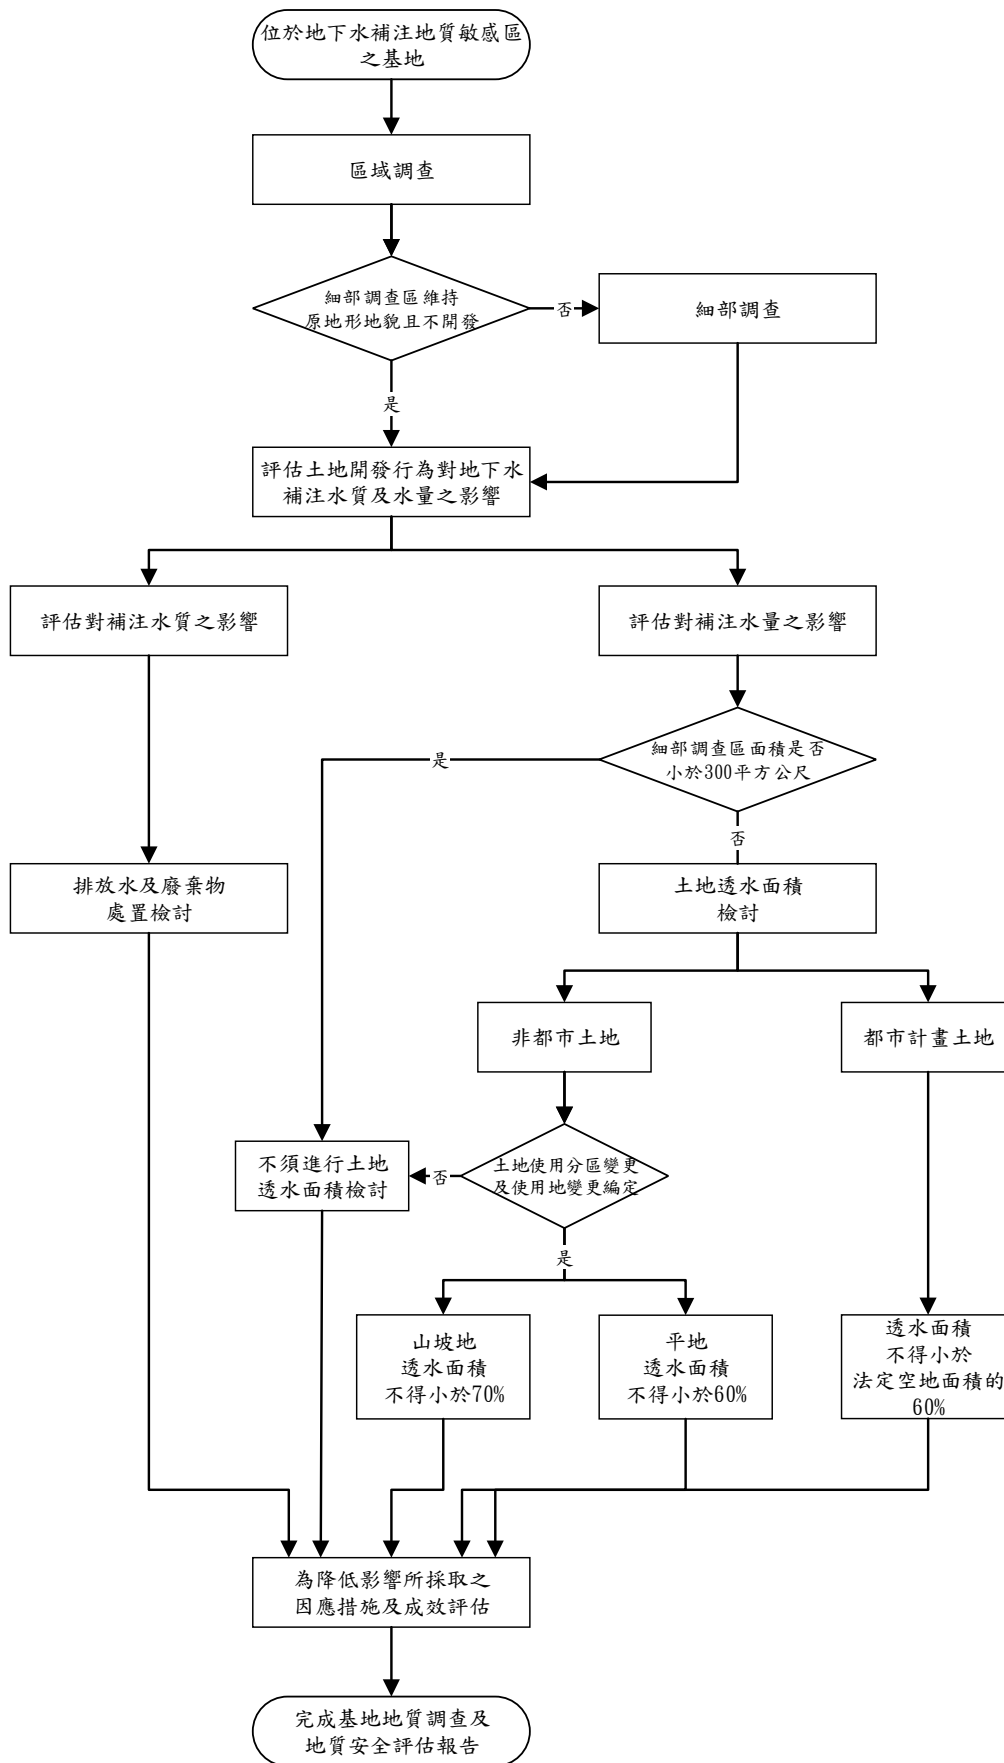 位於地下水補注地質敏感區
之基地
區域調查
細部調查區維持
原地形地貌且不開發
否
細部調查
是
評估土地開發行為對地下水
補注水質及水量之影響
評估對補注水質之影響
評估對補注水量之影響
細部調查區面積是否
小於300平方公尺
是
否
排放水及廢棄物
處置檢討
土地透水面積
檢討
非都市土地
都市計畫土地
不須進行土地
透水面積檢討
否
土地使用分區變更
及使用地變更編定
是
山坡地
透水面積
不得小於70%
平地
透水面積
不得小於60%
透水面積
不得小於
法定空地面積的
60%
為降低影響所採取之
因應措施及成效評估
完成基地地質調查及
地質安全評估報告